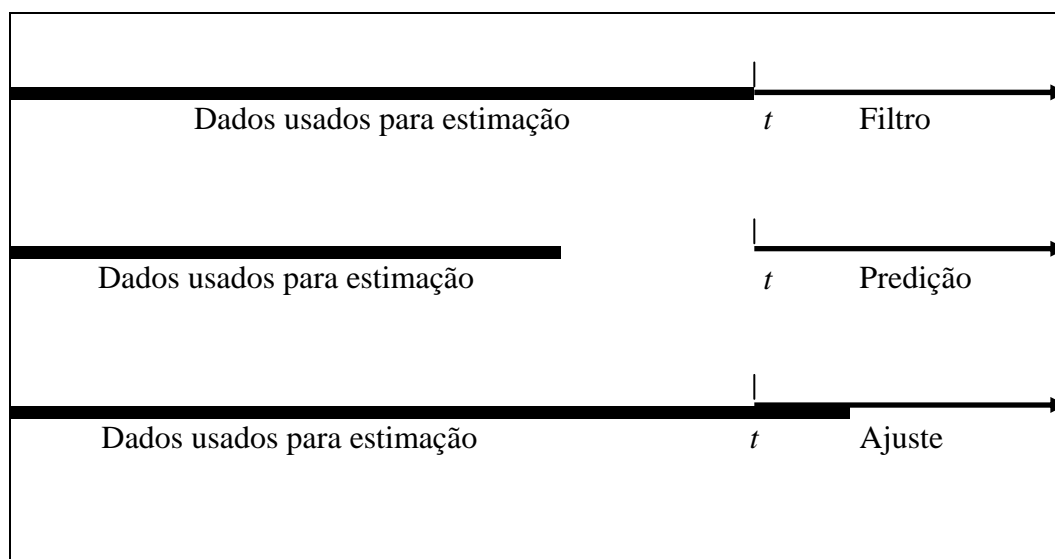 Dados usados para estimação t Filtro
Dados usados para estimação t Predição
Dados usados para estimação t Ajuste